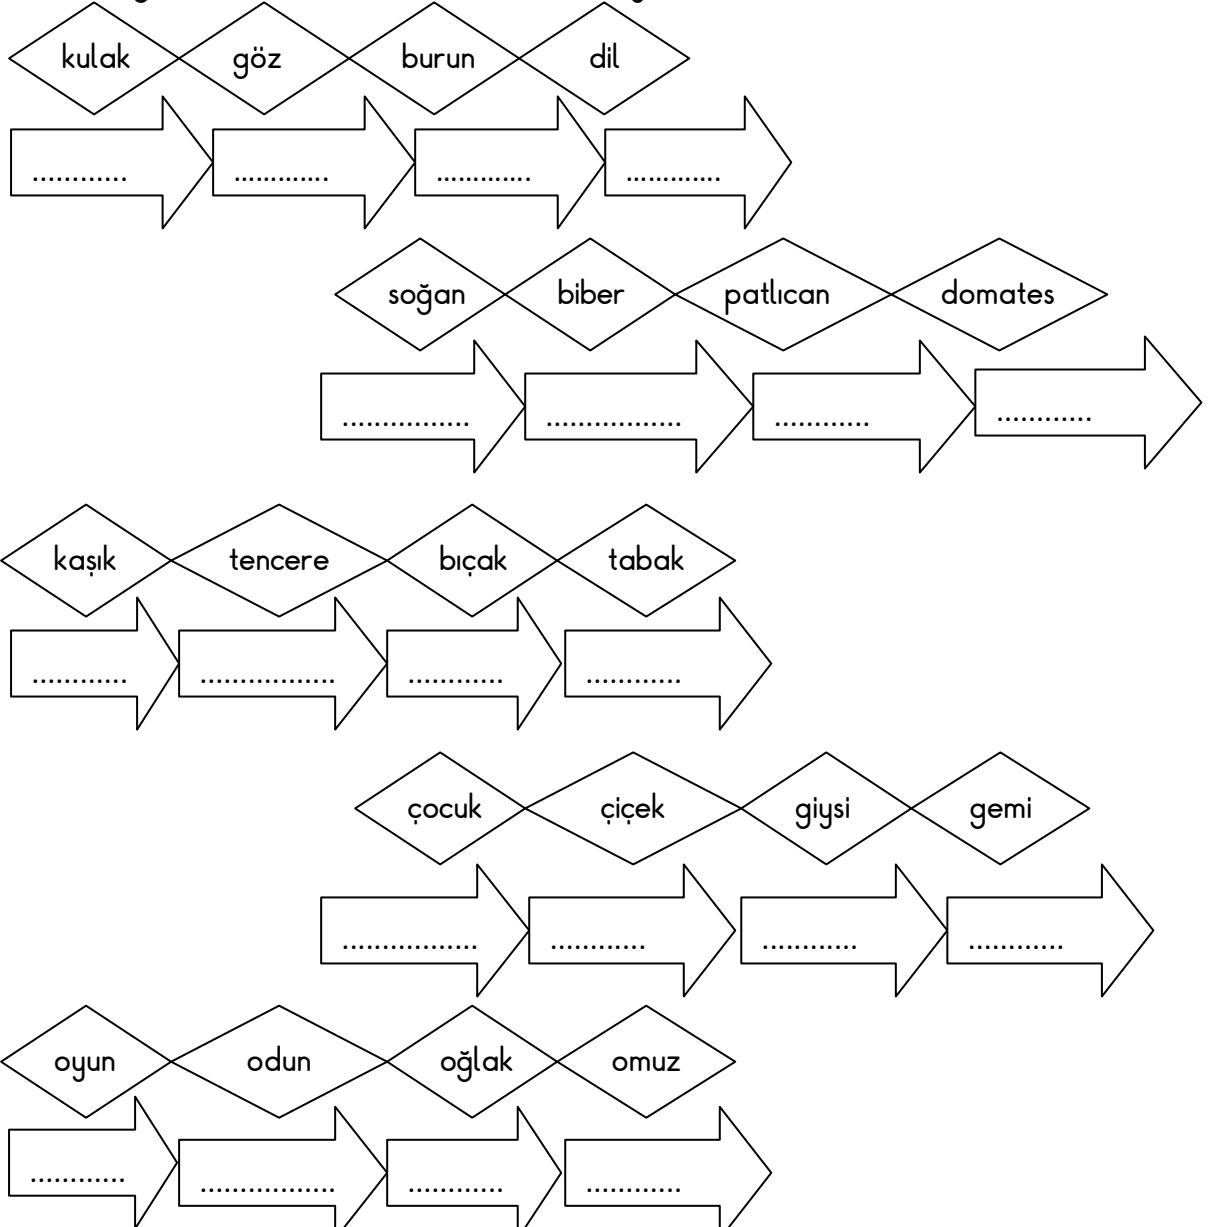 kulak göz burun dil
............ ............. ............. .............
soğan biber patlıcan domates
................ ................. ............ ............
kaşık tencere bıçak tabak
............ ................. ............ ............
çocuk çiçek giysi gemi
................. ............ ............ ............
oyun odun oğlak omuz
............ ................. ............ ............